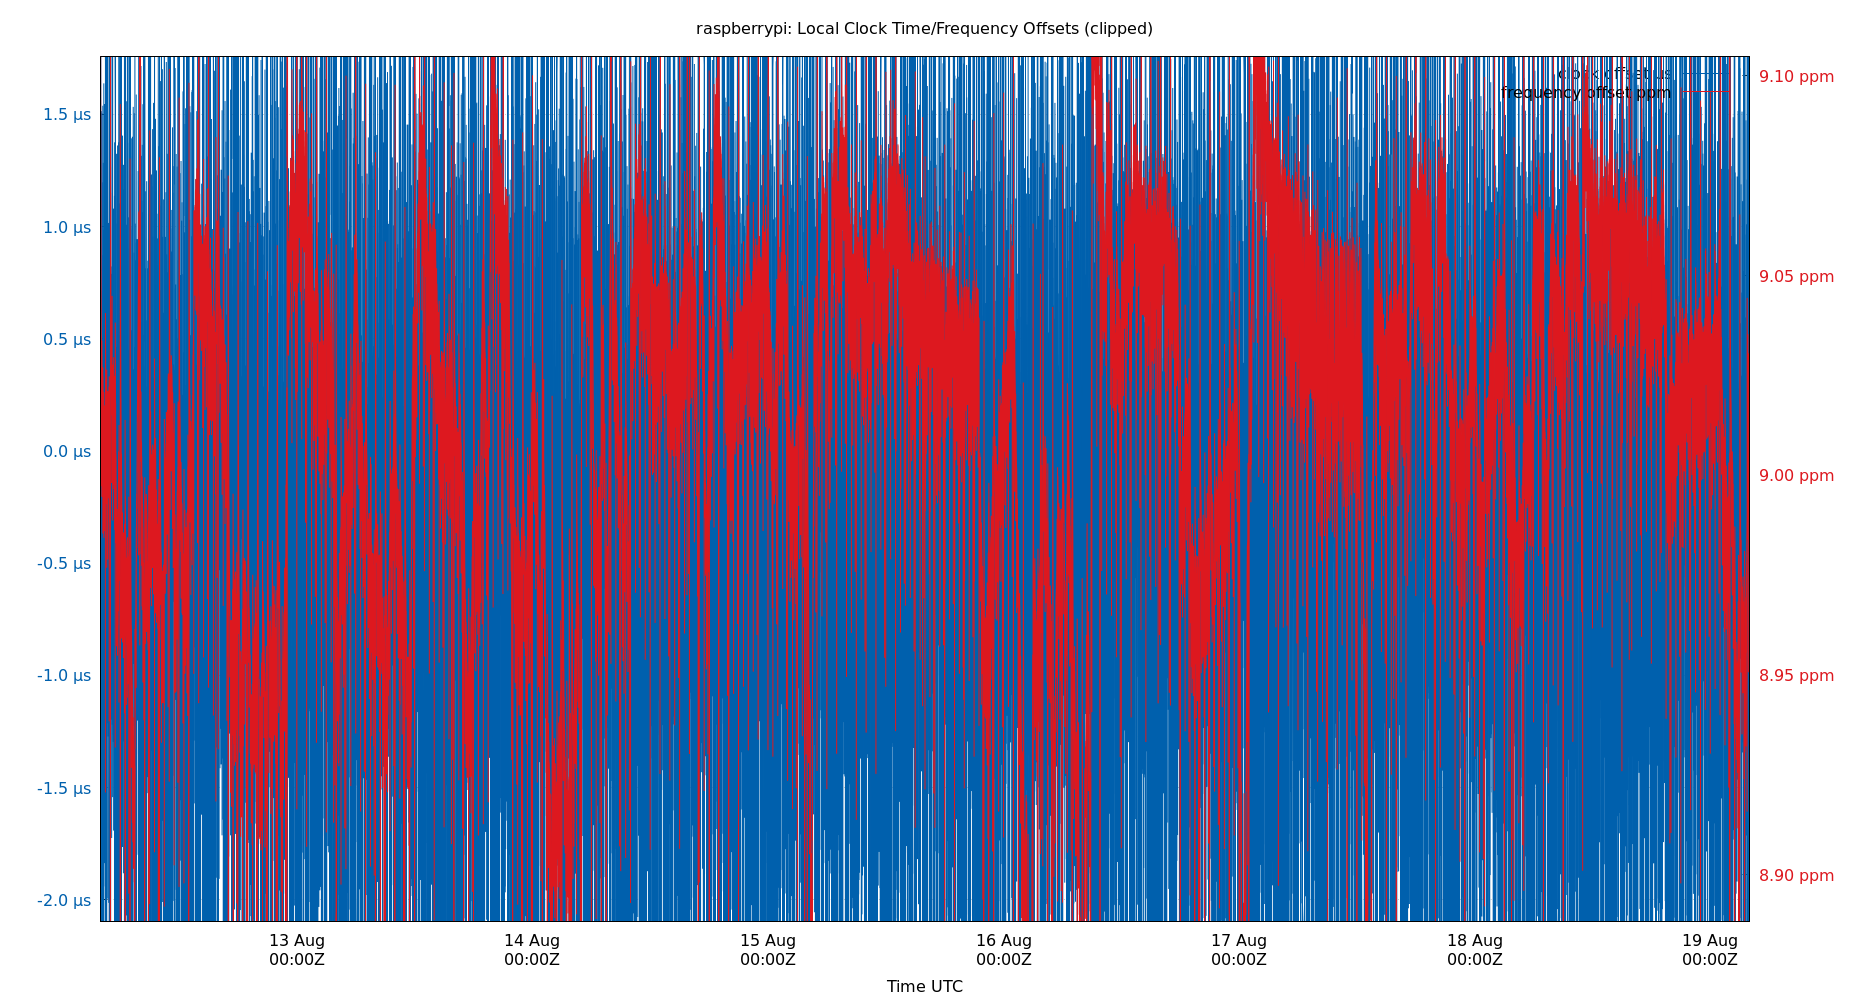 raspberrypi: Local Clock Time/Frequency Offsets (clipped)
clock offset us
frequency offset ppm
1.5 µs
1.0 µs
0.5 µs
0.0 µs
-0.5 µs
-1.0 µs
-1.5 µs
-2.0 µs
9.10 ppm
9.05 ppm
9.00 ppm
8.95 ppm
8.90 ppm
13 Aug
00:00Z
14 Aug
00:00Z
15 Aug
00:00Z
16 Aug
00:00Z
17 Aug
00:00Z
18 Aug
00:00Z
19 Aug
00:00Z
Time UTC